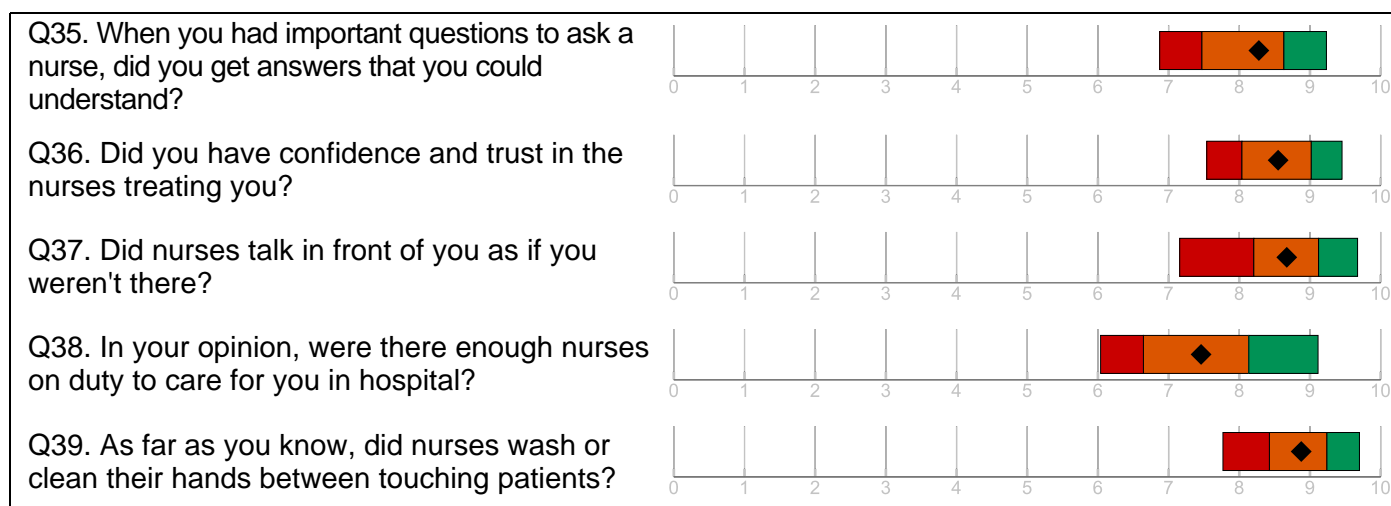 Q35. When you had important questions to ask a
nurse, did you get answers that you could
understand?
0 1 2 3 4 5 6 7 8 9 10
Q36. Did you have confidence and trust in the
nurses treating you?
0 1 2 3 4 5 6 7 8 9 10
Q37. Did nurses talk in front of you as if you
weren't there?
0 1 2 3 4 5 6 7 8 9 10
Q38. In your opinion, were there enough nurses
on duty to care for you in hospital?
0 1 2 3 4 5 6 7 8 9 10
Q39. As far as you know, did nurses wash or
clean their hands between touching patients?
0 1 2 3 4 5 6 7 8 9 10